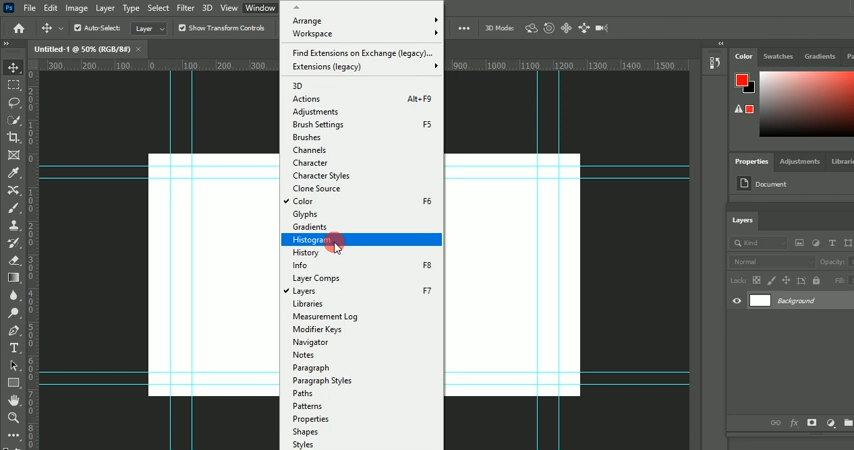 Ps File Edit Image Layer Type Select Filter 3D View Window
Auto-Select: Layer Show Transform Controls 3D Mode:
Untitled-1 @ 50% (RGB/8#) ×
Arrange
Workspace
Find Extensions on Exchange (legacy)...
Extensions (legacy)
3D
Actions Alt+F9
Adjustments
Brush Settings F5
Brushes
Channels
Character
Character Styles
Clone Source
Color F6
Glyphs
Gradients
Histogram
History
Info F8
Layer Comps
Layers F7
Libraries
Measurement Log
Modifier Keys
Navigator
Notes
Paragraph
Paragraph Styles
Paths
Patterns
Properties
Shapes
Styles
300 200 100 0 100 200 300
900 1000 1100 1200 1300 1400 1500
Color Swatches Gradients Pa
Properties Adjustments Librari
Document
Layers
Kind
Normal Opacity:
Lock: Fill:
Background